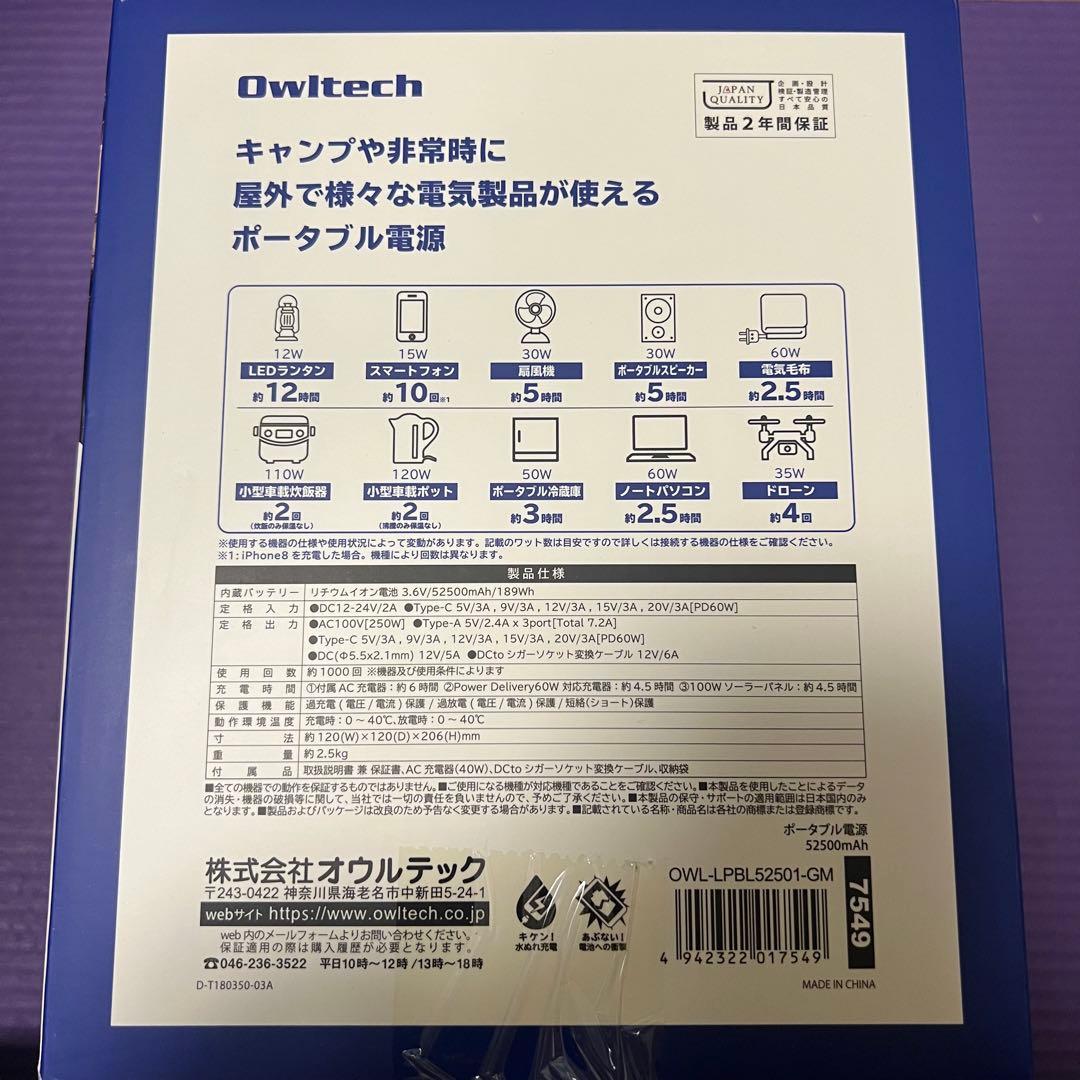 Owltech
JAPAN QUALITY
企画・設計
検証・製造管理
すべて安心の
日本品質
製品2年間保証
キャンプや非常時に
屋外で様々な電気製品が使える
ポータブル電源
12W 15W 30W 30W 60W
LEDランタン スマートフォン 扇風機 ポータブルスピーカー 電気毛布
約12時間 約10回※1 約5時間 約5時間 約2.5時間
110W 120W 50W 60W 35W
小型車載炊飯器 小型車載ポット ポータブル冷蔵庫 ノートパソコン ドローン
約2回 約2回 約3時間 約2.5時間 約4回
(炊飯のみ保温なし) (沸騰のみ保温なし)
※使用する機器の仕様や使用状況によって変動があります。記載のワット数は目安ですので詳しくは接続する機器の仕様をご確認ください。
※1:iPhone8を充電した場合。機種により回数は異なります。
製品仕様
内蔵バッテリー リチウムイオン電池 3.6V/52500mAh/189Wh
定格入力 ●DC12-24V/2A ●Type-C 5V/3A , 9V/3A , 12V/3A , 15V/3A , 20V/3A[PD60W]
定格出力 ●AC100V[250W] ●Type-A 5V/2.4A x 3port[Total 7.2A]
●Type-C 5V/3A , 9V/3A , 12V/3A , 15V/3A , 20V/3A[PD60W]
●DC(Φ5.5x2.1mm) 12V/5A ●DCto シガーソケット変換ケーブル 12V/6A
使用回数 約1000回 ※機器及び使用条件によります
充電時間 ①付属AC充電器：約6時間 ②Power Delivery60W 対応充電器：約4.5時間 ③100Wソーラーパネル：約4.5時間
保護機能 過充電(電圧/電流)保護/過放電(電圧/電流)保護/短絡(ショート)保護
動作環境温度 充電時：0～40℃、放電時：0～40℃
寸法 約120(W)×120(D)×206(H)mm
重量 約2.5kg
付属品 取扱説明書 兼 保証書、AC充電器(40W)、DCto シガーソケット変換ケーブル、収納袋
■全ての機器での動作を保証するものではありません。■ご使用になる機種が対応機種であることをご確認ください。■本製品を使用したことによるデータ
の消失・機器の破損等に関して、当社では一切の責任を負いませんので、予めご了承ください。■本製品の保守・サポートの適用範囲は日本国内のみ
となります。■製品およびパッケージは改良のため予告なく変更する場合があります。■記載されている名称・商品名は各社の商標または登録商標です。
ポータブル電源
52500mAh
株式会社オウルテック
〒243-0422 神奈川県海老名市中新田5-24-1
webサイト https://www.owltech.co.jp
web内のメールフォームよりお問い合わせください。
保証適用の際は購入履歴が必要となります。
☎046-236-3522 平日10時～12時/13時～18時
D-T180350-03A
キケン!
水ぬれ充電
あぶない!
電池への衝撃
OWL-LPBL52501-GM
7549
4 942322 017549
MADE IN CHINA